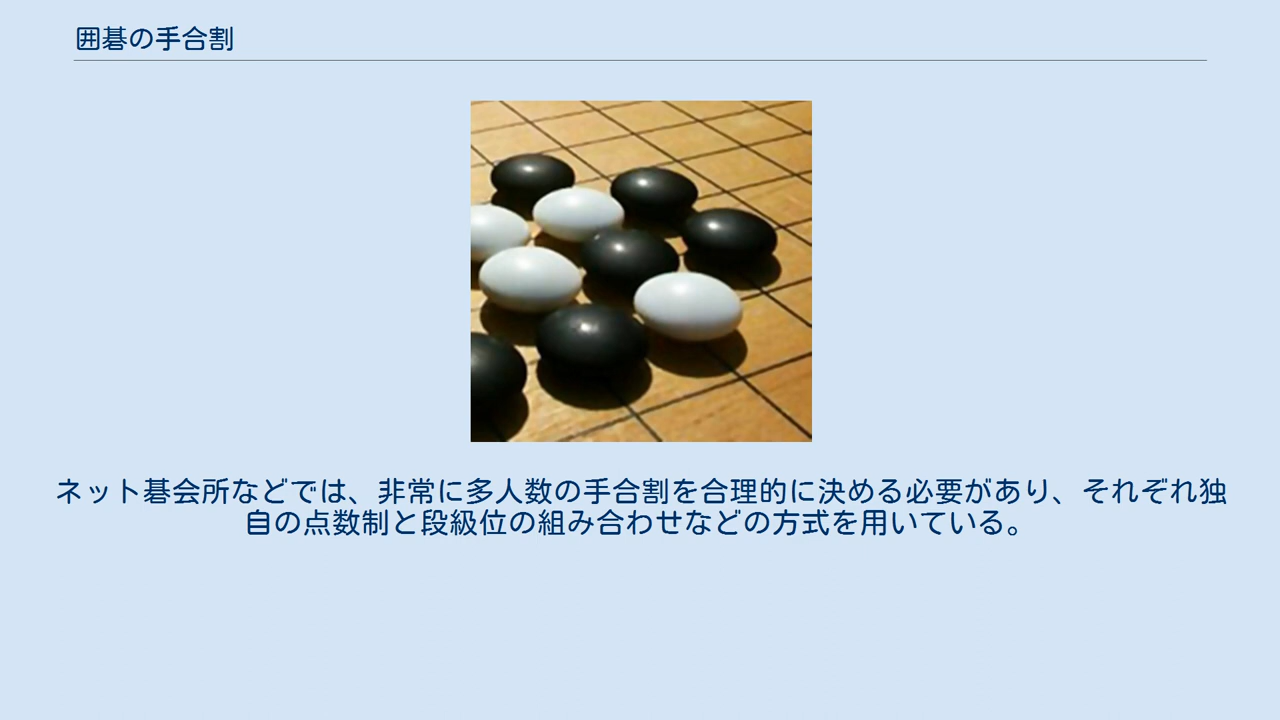 囲碁の手合割
ネット碁会所などでは、非常に多人数の手合割を合理的に決める必要があり、それぞれ独
自の点数制と段級位の組み合わせなどの方式を用いている。